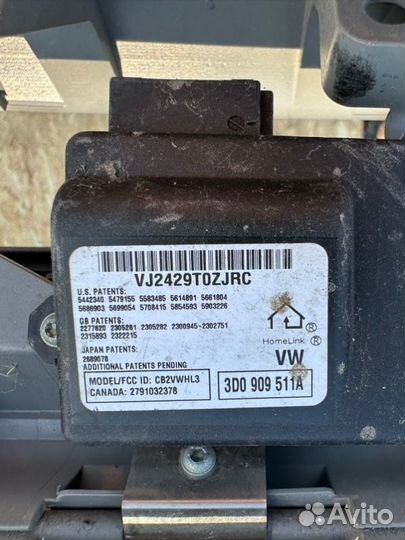 VJ2429T0ZJRC
U.S. PATENTS:
5442340 5479155 5583485 5614891 5661804
5686903 5699054 5708415 5854593 5903226
GB PATENTS:
2277620 2305281 2305282 2300945-2302751
2315893 2322215
JAPAN PATENTS:
2689078
ADDITIONAL PATENTS PENDING
MODEL/FCC ID: CB2VWHL3
CANADA: 2791032378
®
HomeLink ®
VW
3D0 909 511A
Avito